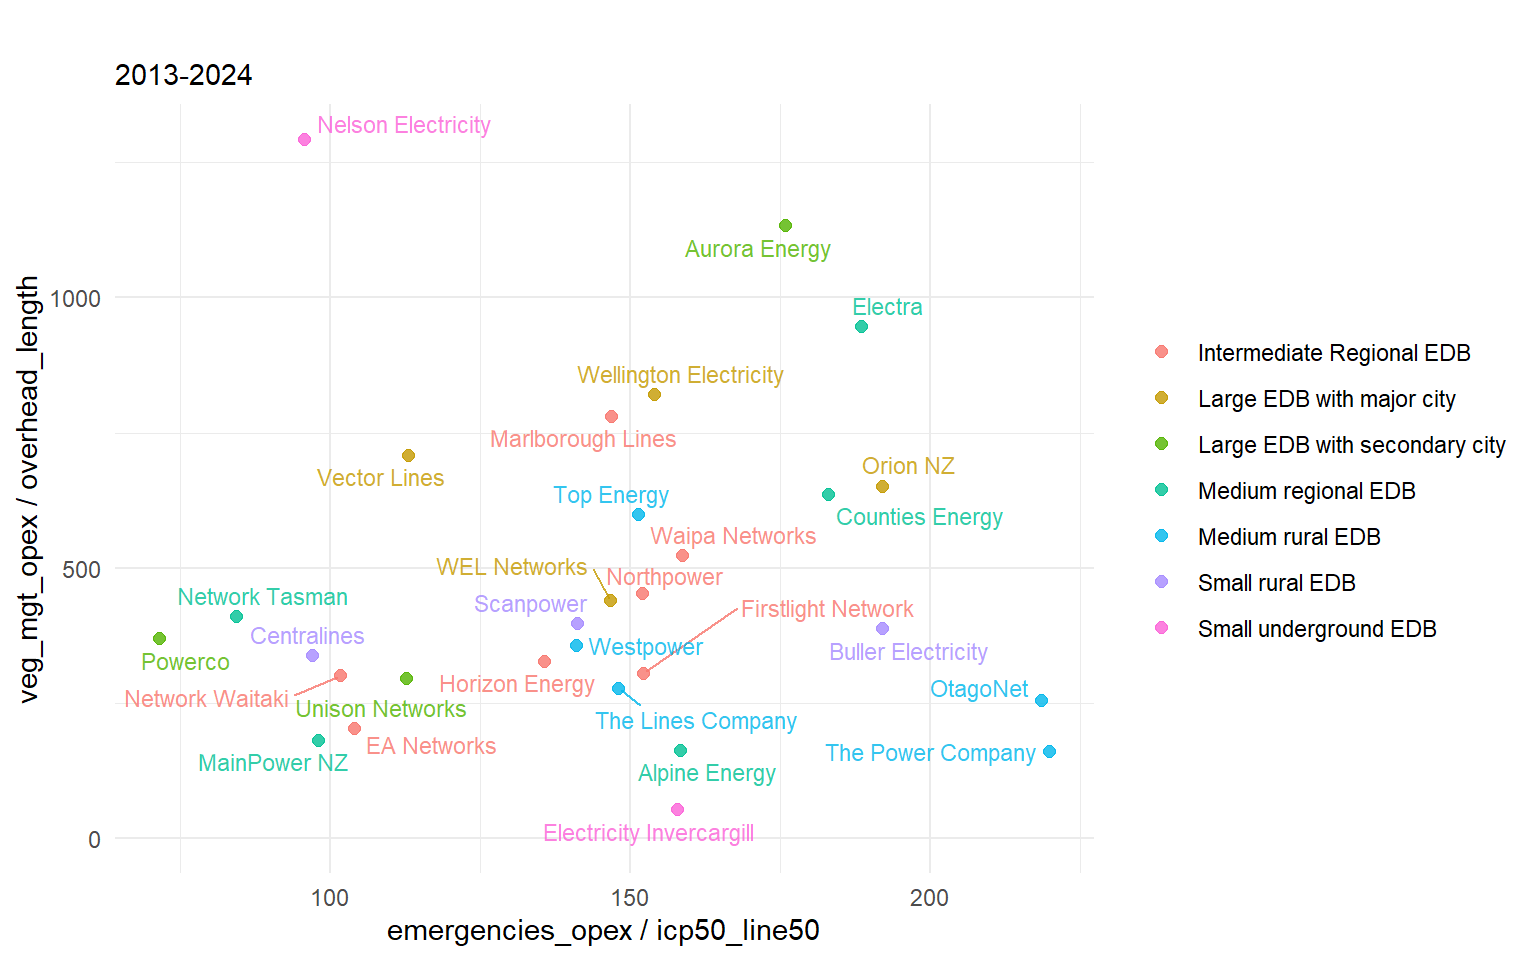 2013-2024
Nelson Electricity
Aurora Energy
Electra
Wellington Electricity
Marlborough Lines
Vector Lines
Orion NZ
Top Energy
Counties Energy
Waipa Networks
WEL Networks
Northpower
Network Tasman
Scanpower
Firstlight Network
Centralines
Westpower
Buller Electricity
Powerco
Horizon Energy
OtagoNet
Network Waitaki
Unison Networks
The Lines Company
EA Networks
The Power Company
MainPower NZ
Alpine Energy
Electricity Invercargill
1000
500
0
100
150
200
veg_mgt_opex / overhead_length
emergencies_opex / icp50_line50
Intermediate Regional EDB
Large EDB with major city
Large EDB with secondary city
Medium regional EDB
Medium rural EDB
Small rural EDB
Small underground EDB